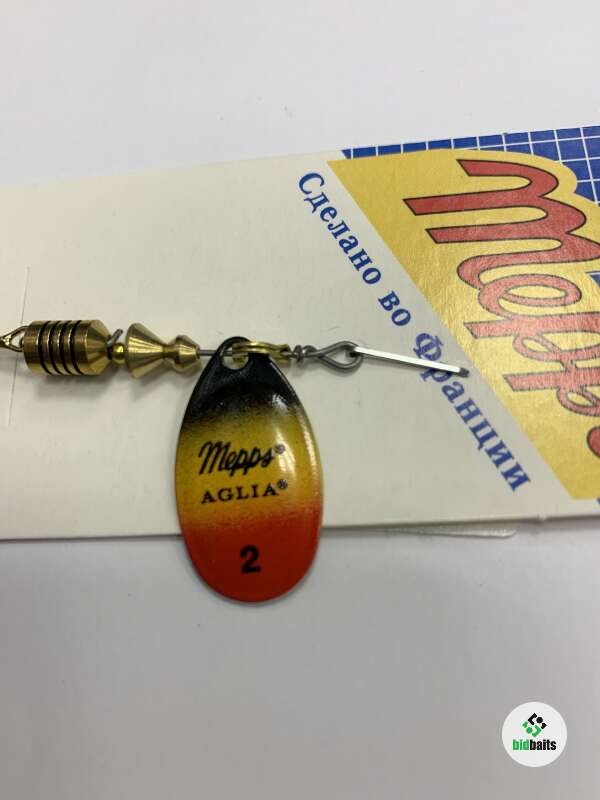 Mepps
Сделано во Франции
Mepps®
AGLIA®
2
bidbaits